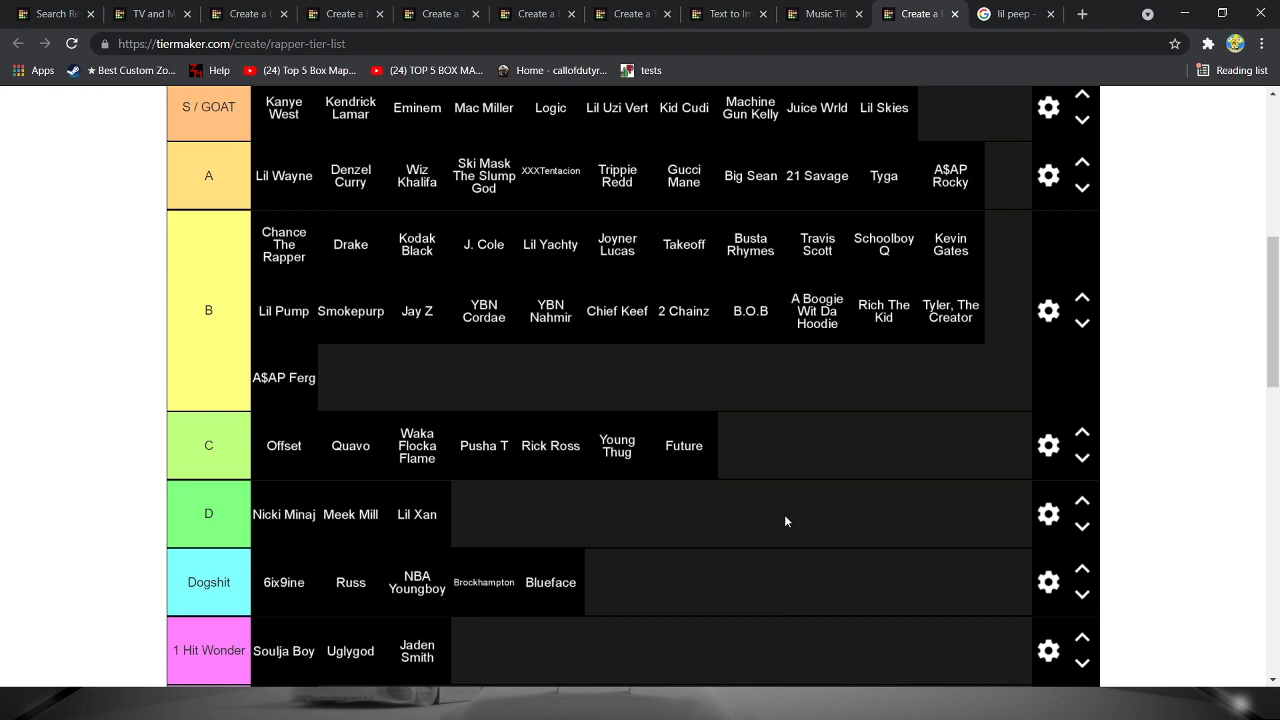 Search Re
TV and M
Create a C
Create a F
Create a T
Create a F
Create a T
Text to Im
Music Tie
Create a F
lil peep -
https://tiermaker.com/create/rapper-tier-list
Apps
★ Best Custom Zo...
Help
(24) Top 5 Box Map...
(24) TOP 5 BOX MA...
Home - callofdutyr...
tests
Reading list
S / GOAT
Kanye West
Kendrick Lamar
Eminem
Mac Miller
Logic
Lil Uzi Vert
Kid Cudi
Machine Gun Kelly
Juice Wrld
Lil Skies
A
Lil Wayne
Denzel Curry
Wiz Khalifa
Ski Mask The Slump God
XXXTentacion
Trippie Redd
Gucci Mane
Big Sean
21 Savage
Tyga
A$AP Rocky
B
Chance The Rapper
Drake
Kodak Black
J. Cole
Lil Yachty
Joyner Lucas
Takeoff
Busta Rhymes
Travis Scott
Schoolboy Q
Kevin Gates
Lil Pump
Smokepurp
Jay Z
YBN Cordae
YBN Nahmir
Chief Keef
2 Chainz
B.O.B
A Boogie Wit Da Hoodie
Rich The Kid
Tyler, The Creator
A$AP Ferg
C
Offset
Quavo
Waka Flocka Flame
Pusha T
Rick Ross
Young Thug
Future
D
Nicki Minaj
Meek Mill
Lil Xan
Dogshit
6ix9ine
Russ
NBA Youngboy
Brockhampton
Blueface
1 Hit Wonder
Soulja Boy
Uglygod
Jaden Smith